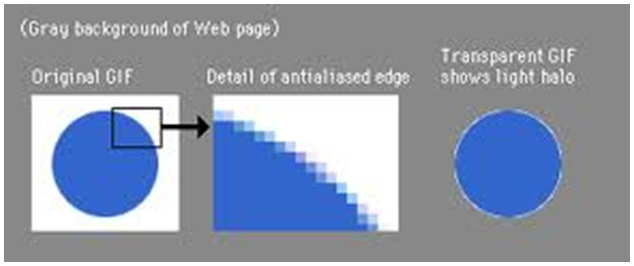 (Gray background of Web page)
Original GIF
Detail of antialiased edge
Transparent GIF
shows light halo